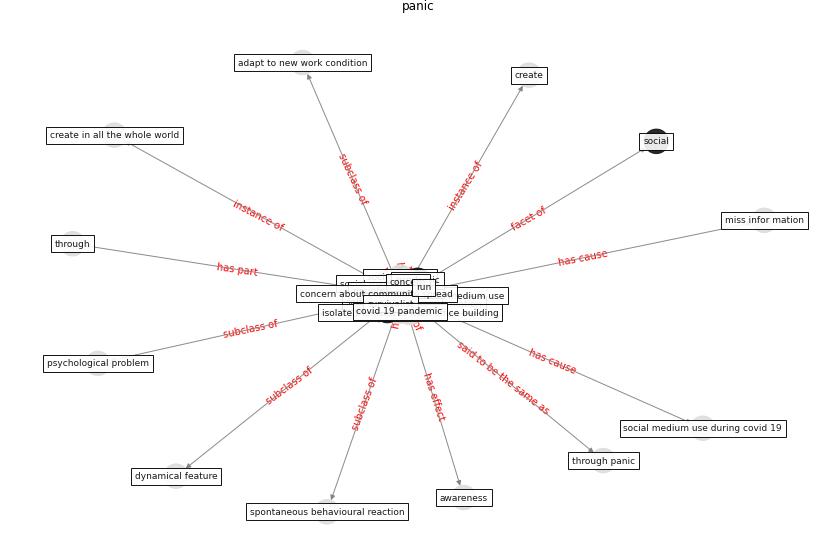 panic
adapt to new work condition
create
create in all the whole world
social
subclass of
instance of
miss infor mation
instance of
facet of
through
has part
has cause
run
concern about community
medium use
isolate
covid 19 pandemic
ce building
subclass of
psychological problem
has cause
said to be the same as
subclass of
subclass of
has effect
social medium use during covid 19
through panic
dynamical feature
awareness
spontaneous behavioural reaction